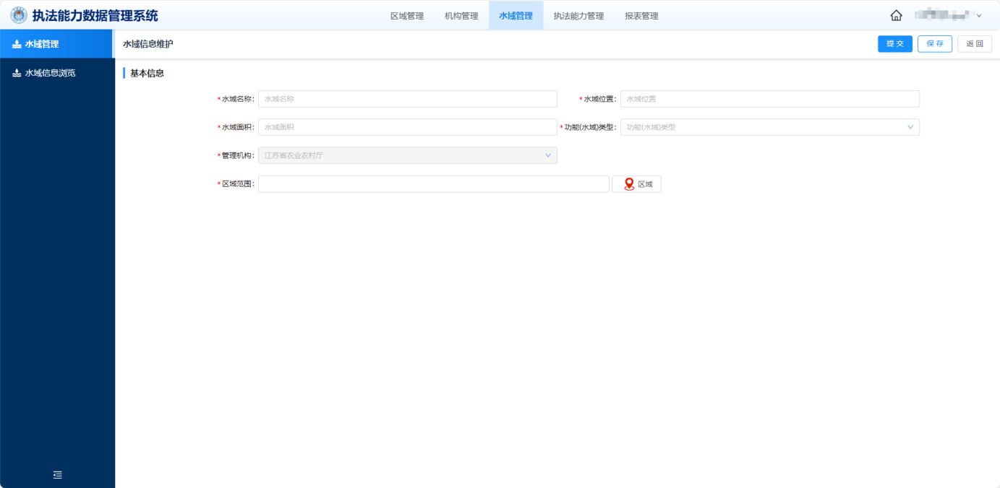 执法能力数据管理系统 区域管理 机构管理 水域管理 执法能力管理 报表管理
水域管理 水域信息维护 提交 保存 返回
水域信息浏览 基本信息
*水域名称: 水域名称 *水域位置: 水域位置
*水域面积: 水域面积 *功能(水域)类型: 功能(水域)类型
*管理机构: 江苏省农业农村厅
*区域范围: 区域